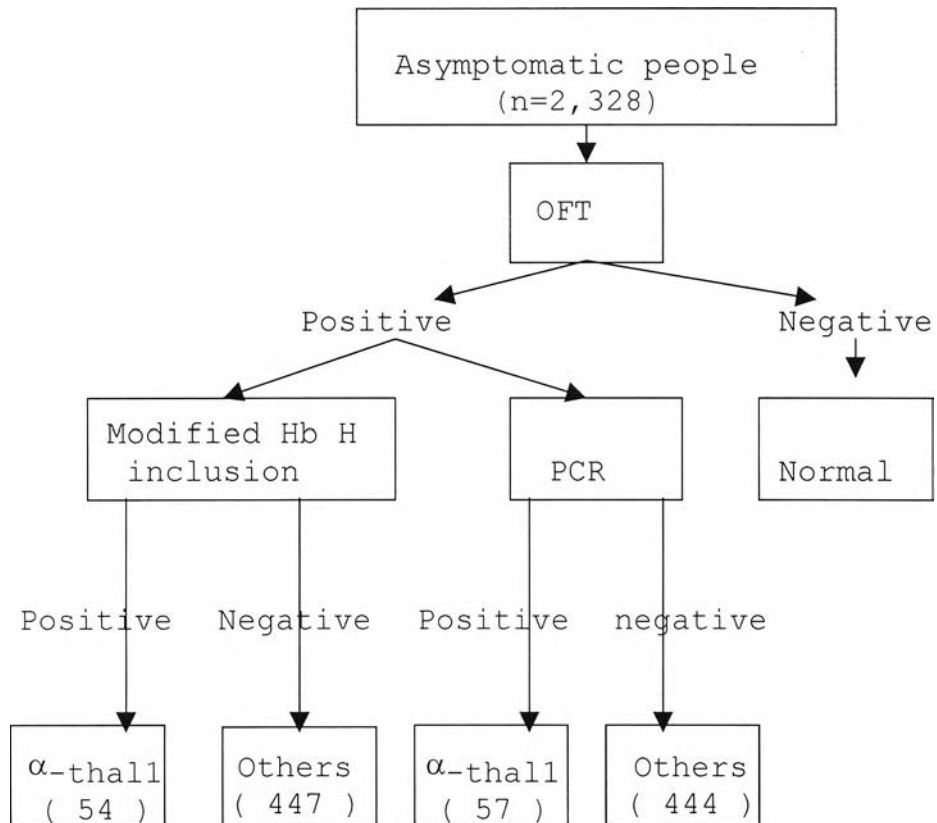 Asymptomatic people
(n=2,328)
OFT
Positive
Negative
Modified Hb H
inclusion
PCR
Normal
Positive
Negative
Positive
negative
α-thal1
( 54 )
Others
( 447 )
α-thal1
( 57 )
Others
( 444 )